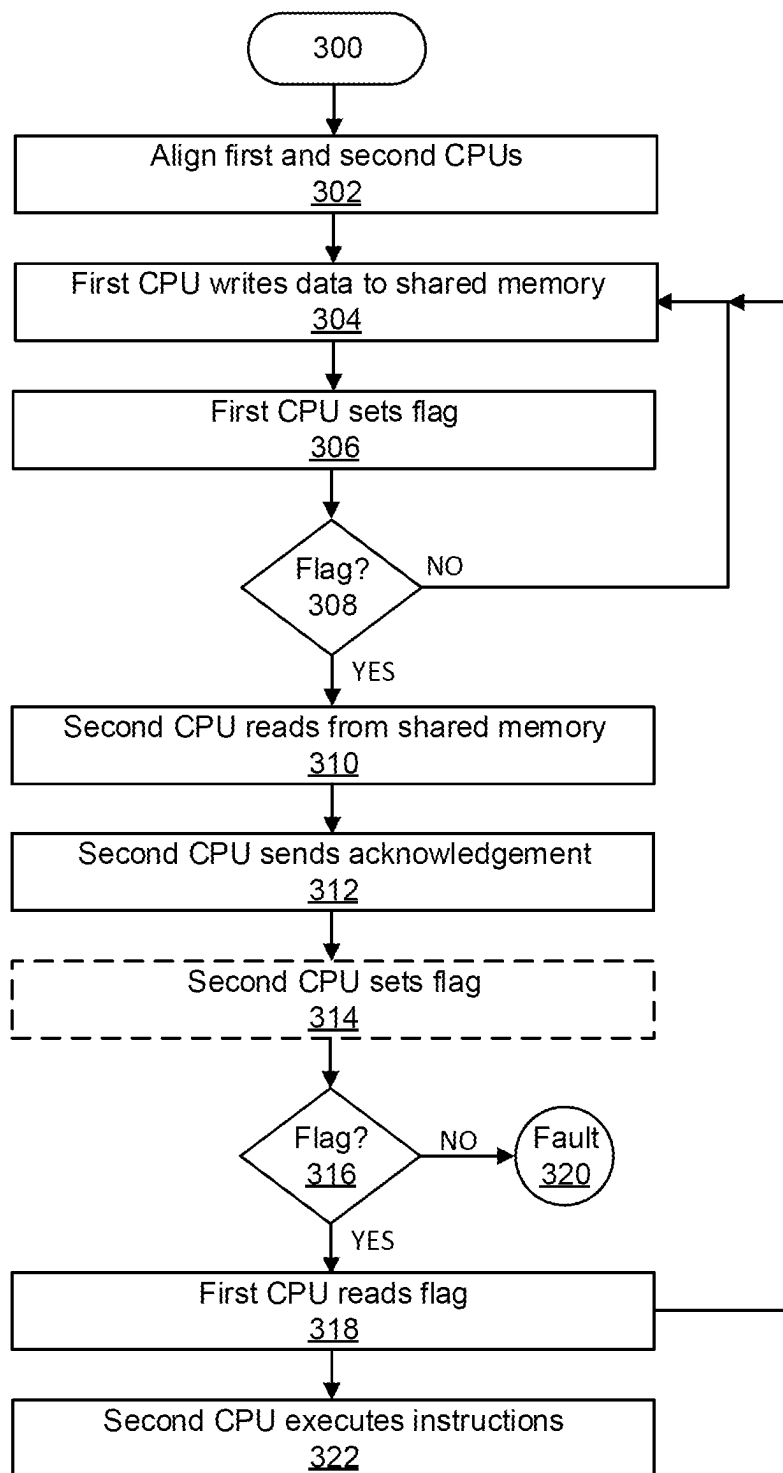 300
Align first and second CPUs
302
First CPU writes data to shared memory
304
First CPU sets flag
306
Flag?
308
NO
YES
Second CPU reads from shared memory
310
Second CPU sends acknowledgement
312
Second CPU sets flag
314
Flag?
316
NO
Fault
320
YES
First CPU reads flag
318
Second CPU executes instructions
322